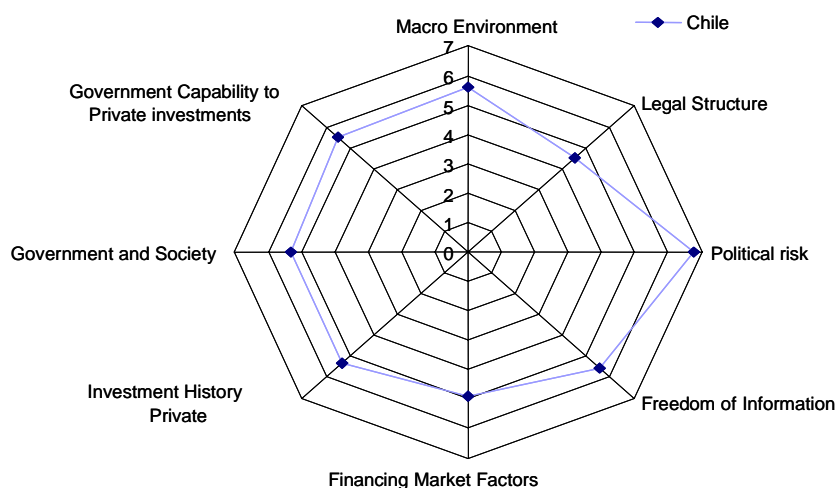 Macro Environment
Chile
7
6
5
4
3
2
1
0
Government Capability to
Private investments
Legal Structure
Government and Society
Political risk
Investment History
Private
Freedom of Information
Financing Market Factors